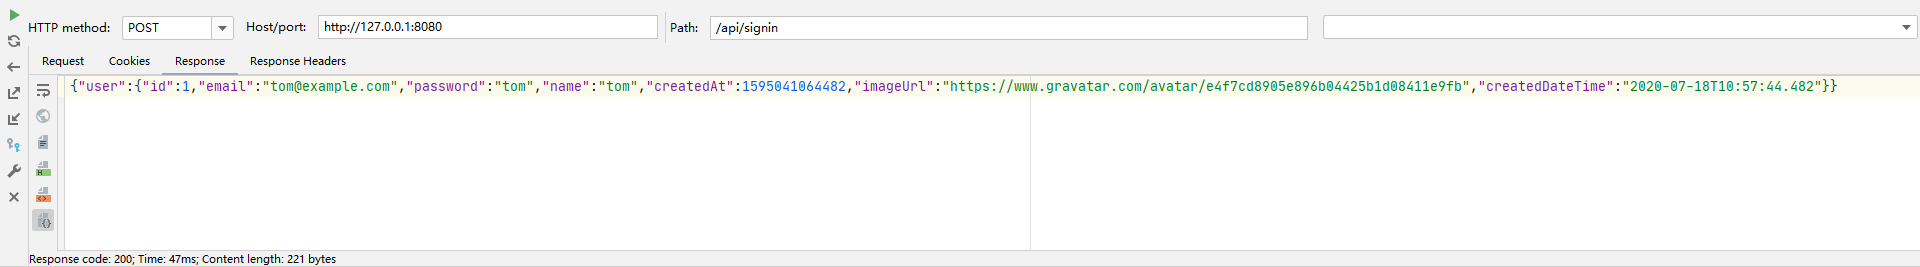 HTTP method: POST Host/port: http://127.0.0.1:8080 Path: /api/signin
Request Cookies Response Response Headers
{"user":{"id":1,"email":"tom@example.com","password":"tom","name":"tom","createdAt":1595041064482,"imageUrl":"https://www.gravatar.com/avatar/e4f7cd8905e896b04425b1d08411e9fb","createdDateTime":"2020-07-18T10:57:44.482"}}
Response code: 200; Time: 47ms; Content length: 221 bytes